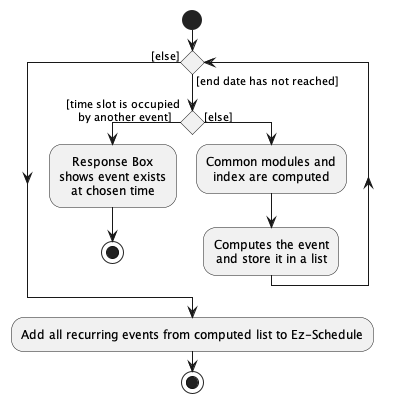 [else]
[end date has not reached]
[time slot is occupied
by another event]
[else]
Response Box
shows event exists
at chosen time
Common modules and
index are computed
Computes the event
and store it in a list
Add all recurring events from computed list to Ez-Schedule